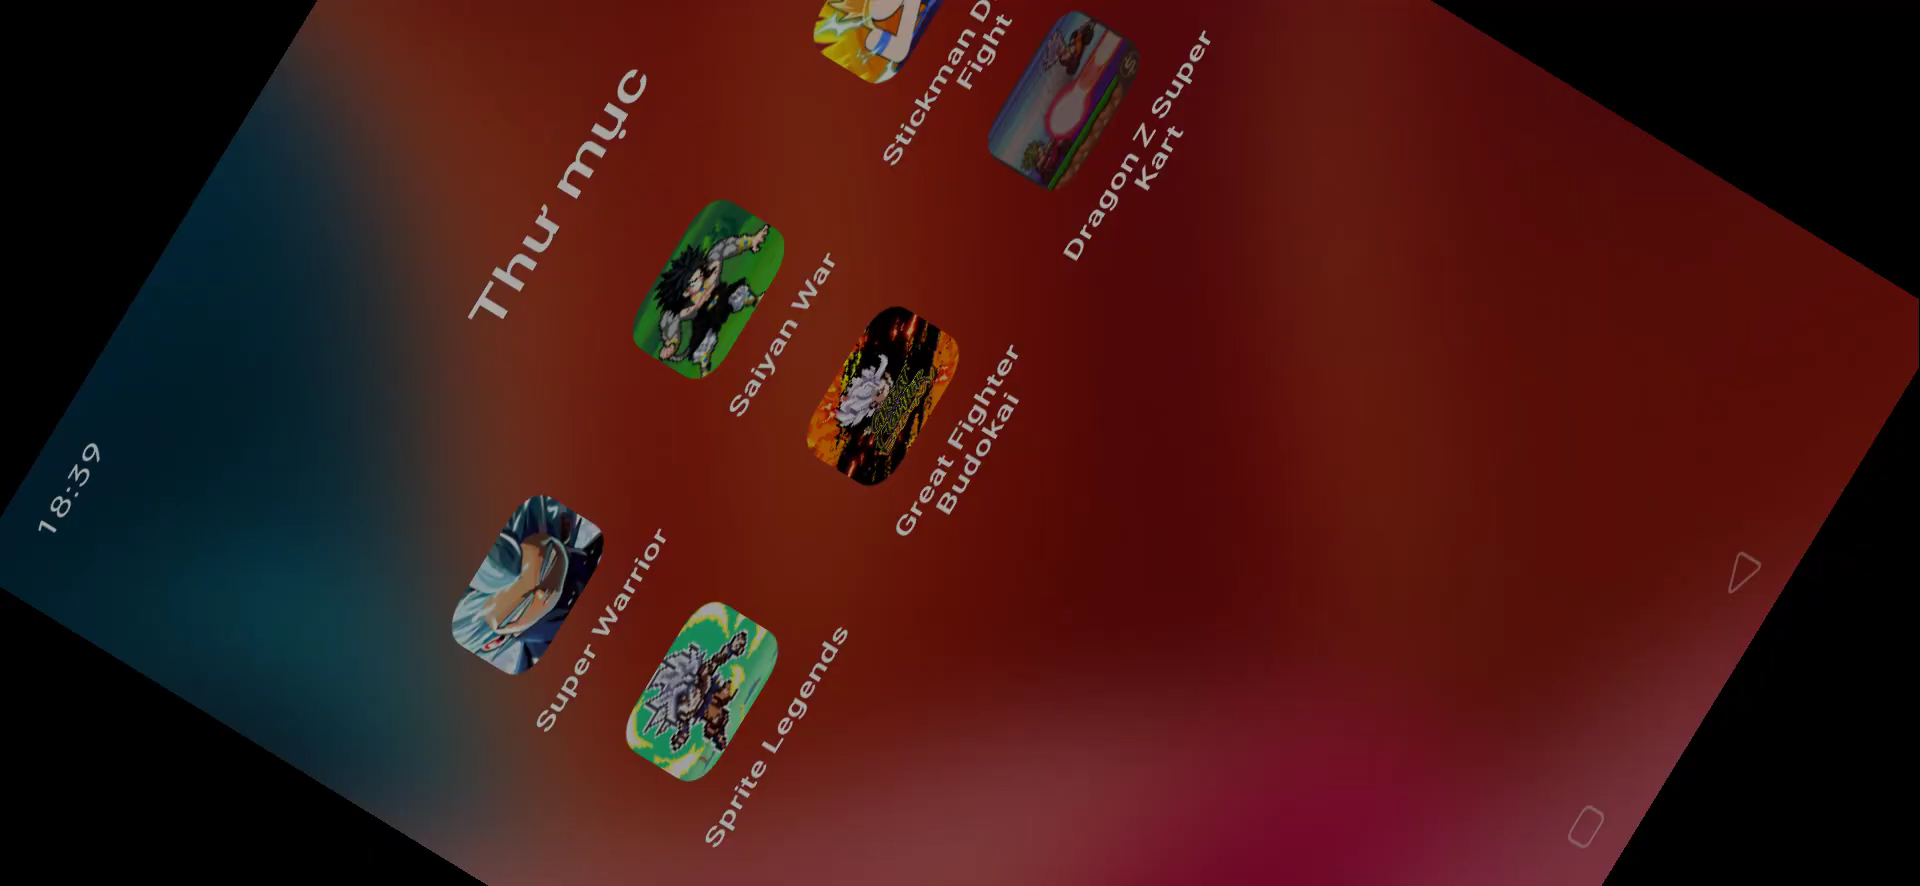 18:39
Thư mục
Super Warrior
Saiyan War
Stickman
Fight
Sprite Legends
Great Fighter
Budokai
Dragon Z Super
Kart